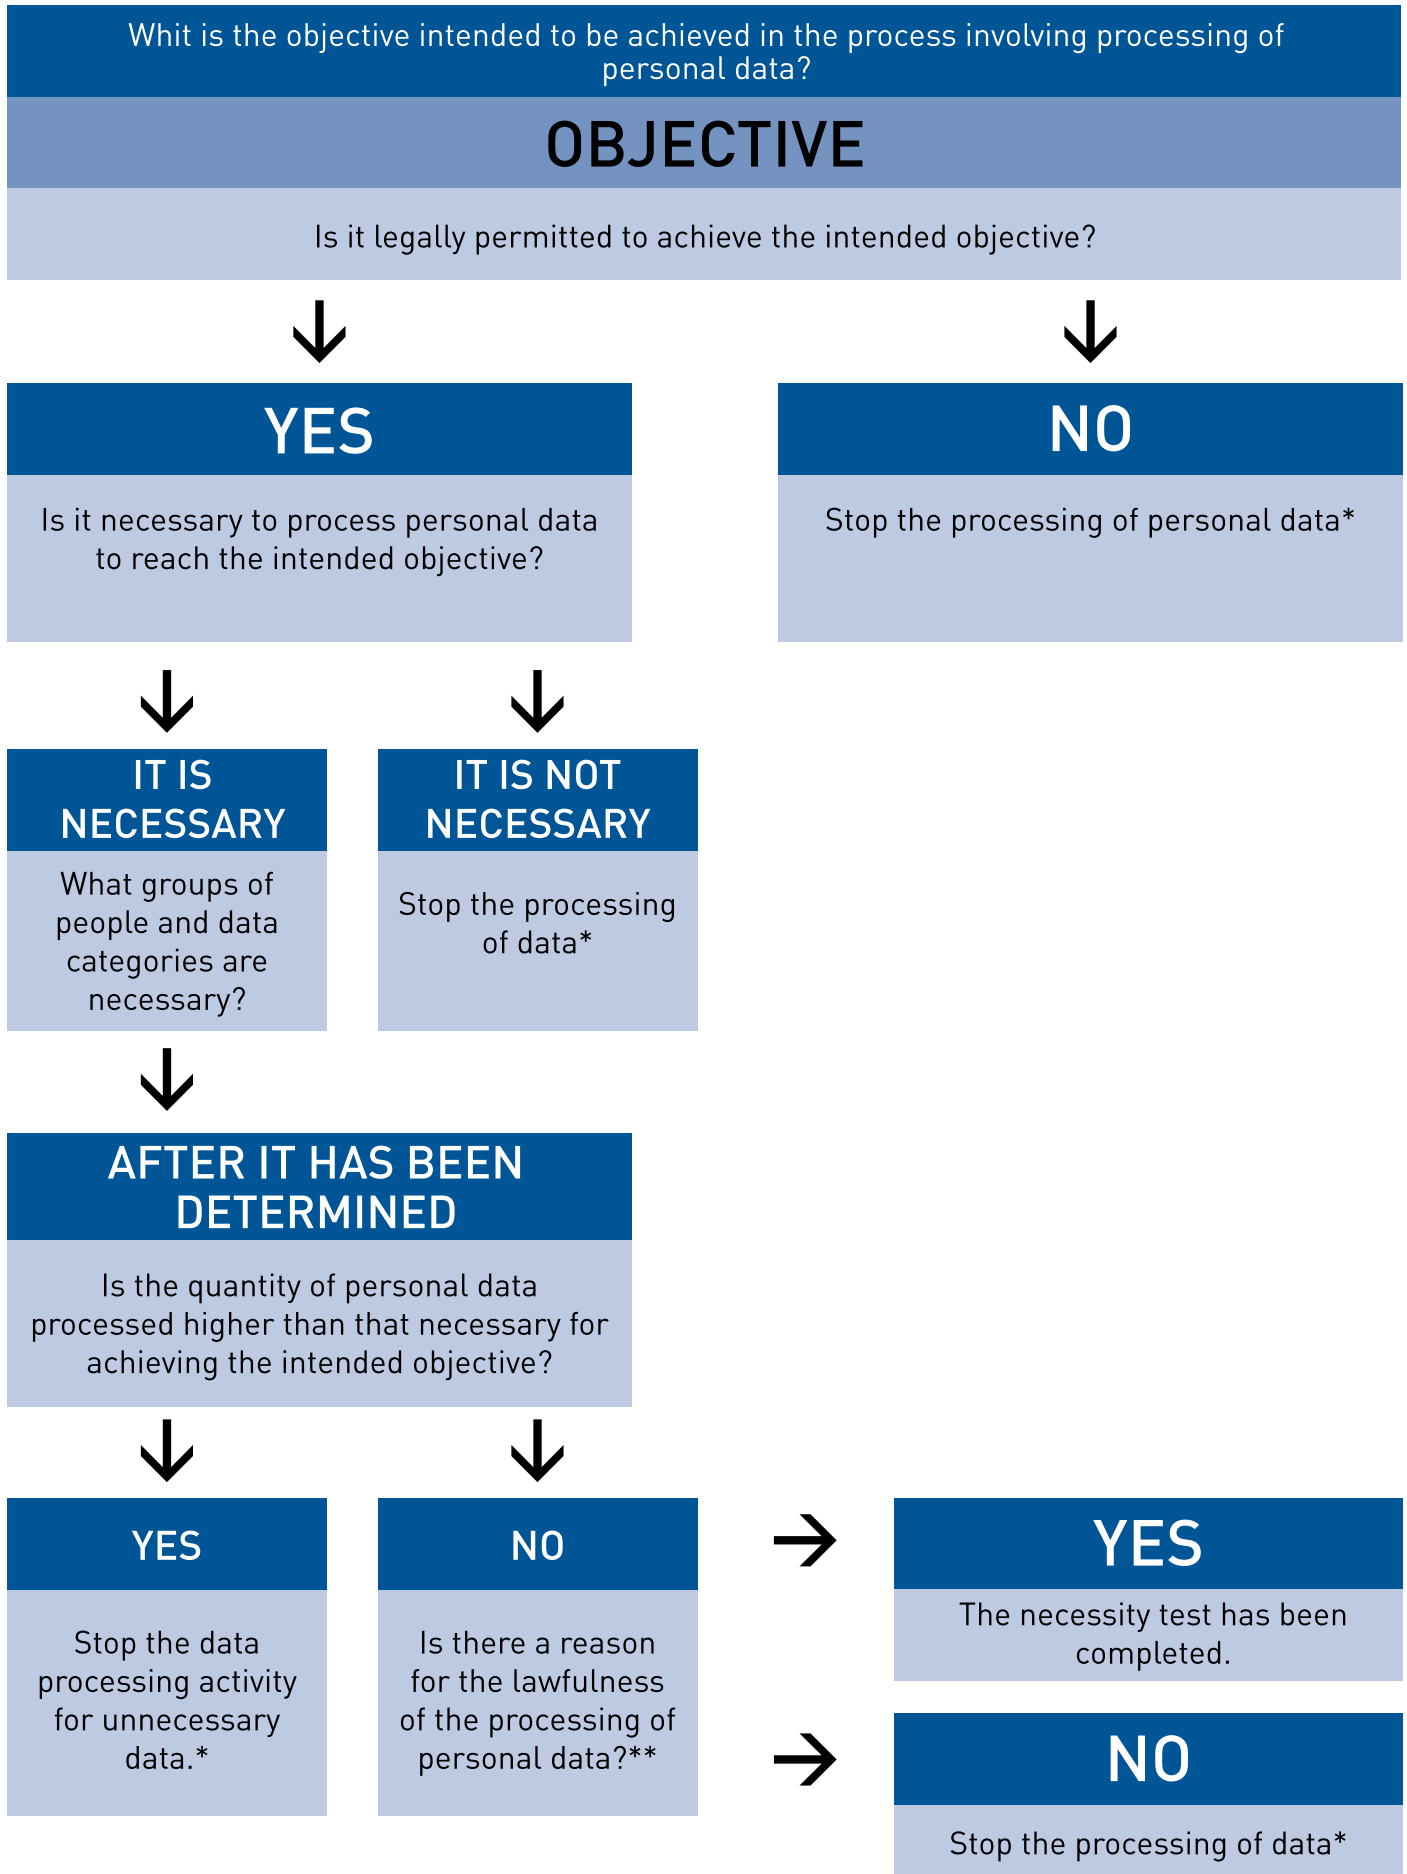 Whit is the objective intended to be achieved in the process involving processing of
personal data?
OBJECTIVE
Is it legally permitted to achieve the intended objective?
YES
Is it necessary to process personal data
to reach the intended objective?
NO
Stop the processing of personal data*
IT IS
NECESSARY
What groups of
people and data
categories are
necessary?
IT IS NOT
NECESSARY
Stop the processing
of data*
AFTER IT HAS BEEN
DETERMINED
Is the quantity of personal data
processed higher than that necessary for
achieving the intended objective?
YES
Stop the data
processing activity
for unnecessary
data.*
NO
Is there a reason
for the lawfulness
of the processing of
personal data?**
YES
The necessity test has been
completed.
NO
Stop the processing of data*